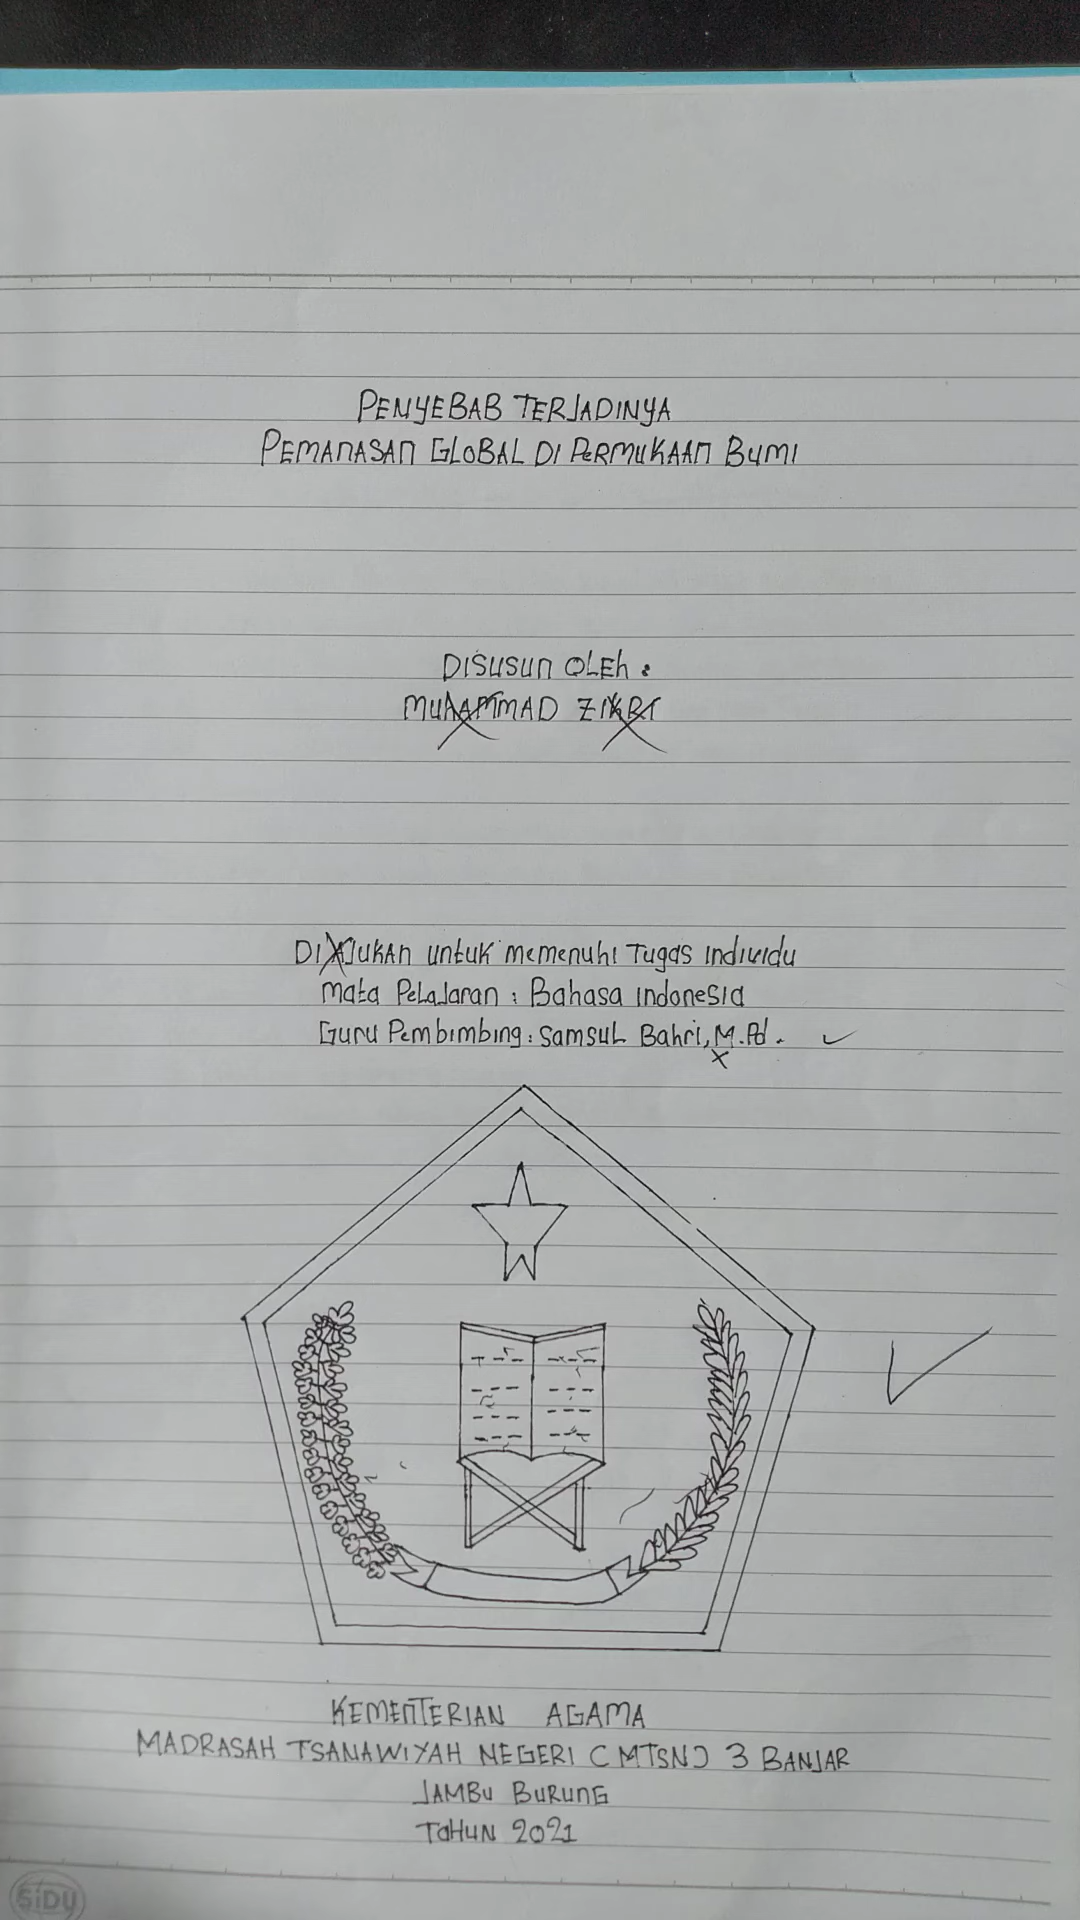 PENYEBAB TERJADINYA
PEMANASAN GLOBAL DI PERMUKAAN BUMI
DISUSUN OLEH :
MUHAMMAD ZIKRI
DIAJUKAN UNTUK memenuhi Tugas individu
Mata Pelajaran : Bahasa indonesia
Guru Pembimbing : Samsul Bahri, M.Pd.
KEMENTERIAN AGAMA
MADRASAH TSANAWIYAH NEGERI (MTSN) 3 BANJAR
JAMBU BURUNG
TAHUN 2021
SiDU